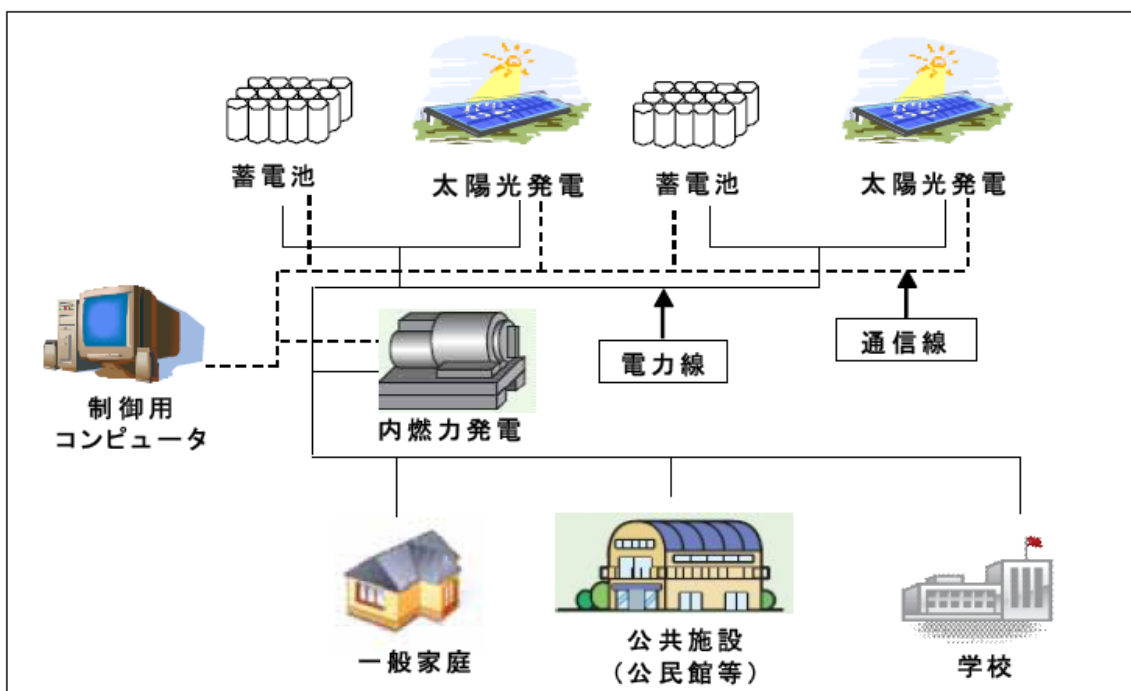 蓄電池
太陽光発電
蓄電池
太陽光発電
電力線
通信線
制御用
コンピュータ
内燃力発電
一般家庭
公共施設
(公民館等)
学校